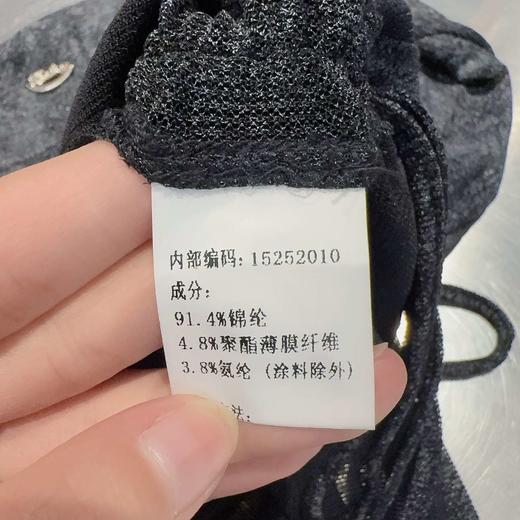 内部编码: 15252010
成分:
91.4%锦纶
4.8%聚酯薄膜纤维
3.8%氨纶 (涂料除外)